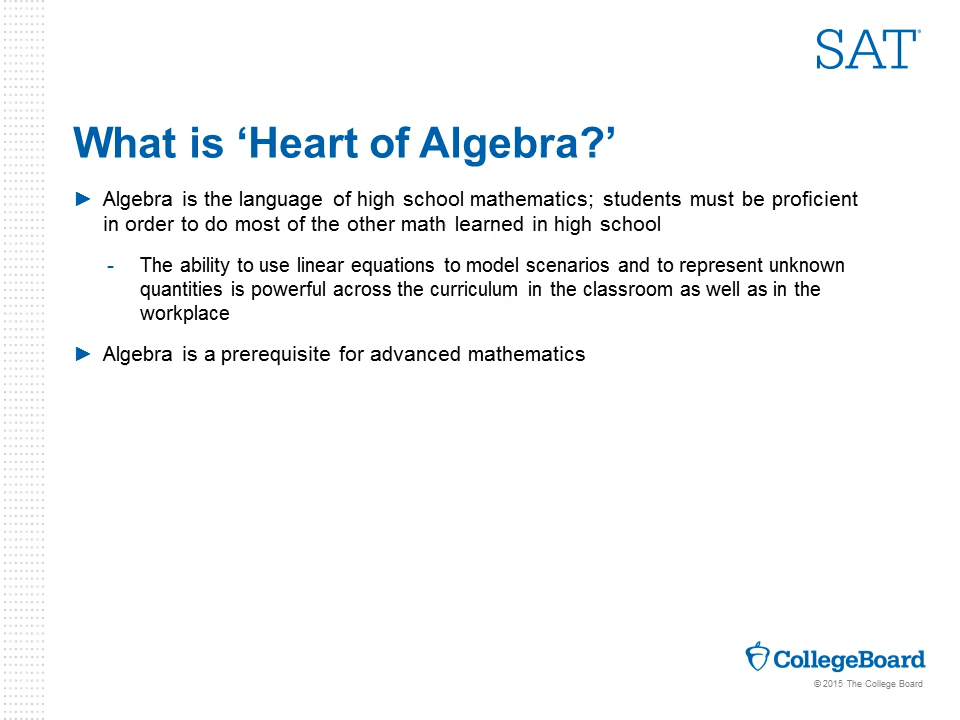 SAT®
What is ‘Heart of Algebra?’
► Algebra is the language of high school mathematics; students must be proficient
in order to do most of the other math learned in high school
- The ability to use linear equations to model scenarios and to represent unknown
quantities is powerful across the curriculum in the classroom as well as in the
workplace
► Algebra is a prerequisite for advanced mathematics
CollegeBoard
© 2015 The College Board